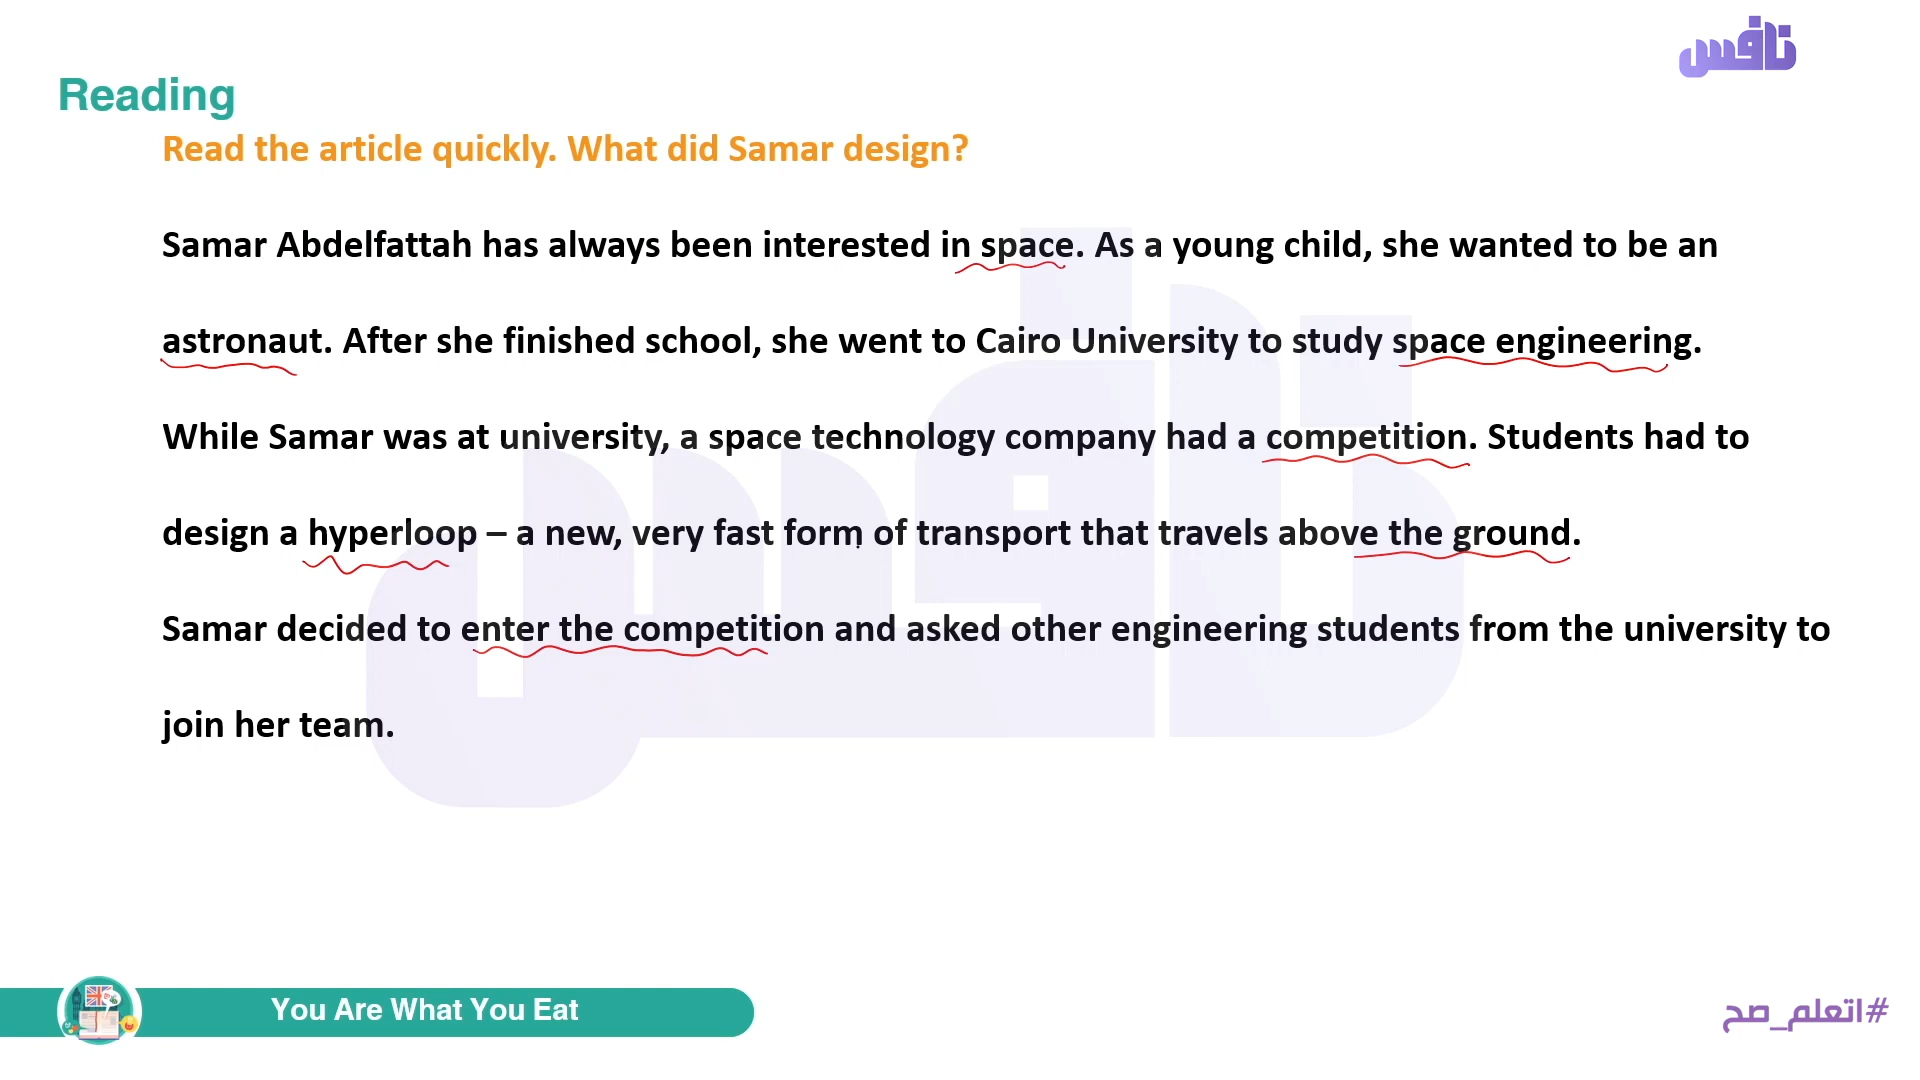 نافس
Reading
Read the article quickly. What did Samar design?
Samar Abdelfattah has always been interested in space. As a young child, she wanted to be an
astronaut. After she finished school, she went to Cairo University to study space engineering.
While Samar was at university, a space technology company had a competition. Students had to
design a hyperloop – a new, very fast form of transport that travels above the ground.
Samar decided to enter the competition and asked other engineering students from the university to
join her team.
You Are What You Eat
#اتعلم_صح